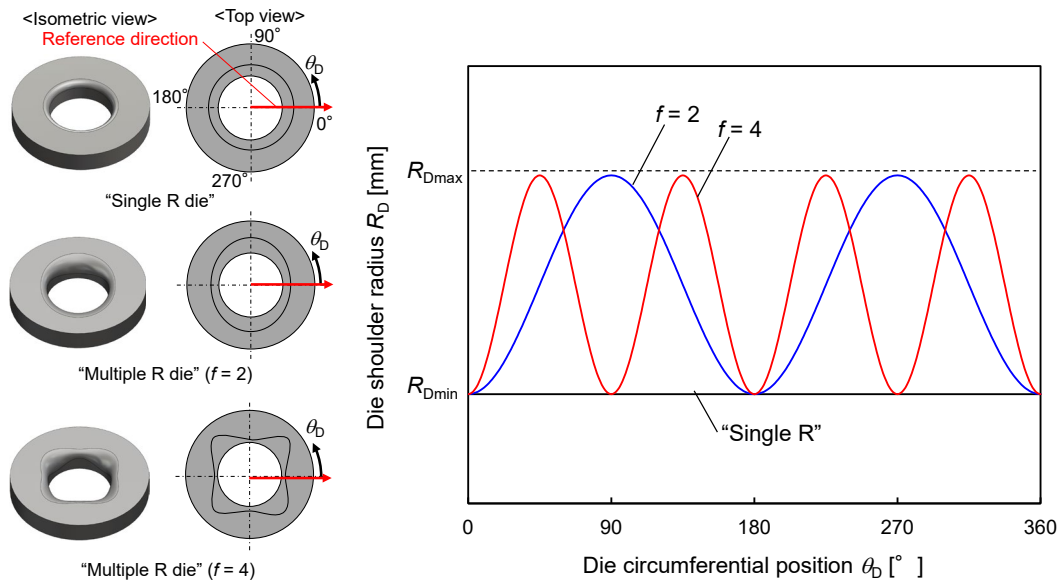 <Isometric view>
<Top view>
Reference direction
90°
θD
180°
0°
270°
“Single R die”
θD
“Multiple R die” (f = 2)
θD
“Multiple R die” (f = 4)
Die shoulder radius RD [mm]
RDmax
RDmin
f = 2
f = 4
“Single R”
0
90
180
270
360
Die circumferential position θD [°  ]